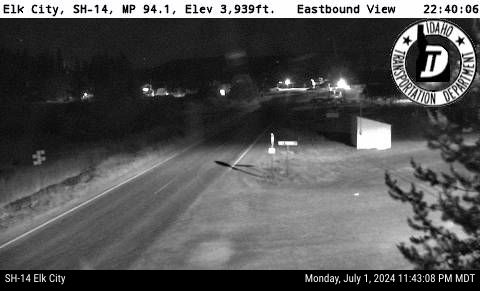 Elk City, SH-14, MP 94.1, Elev 3,939ft. Eastbound View 22:40:06
IDAHO
TRANSPORTATION DEPARTMENT
SH-14 Elk City
Monday, July 1, 2024 11:43:08 PM MDT